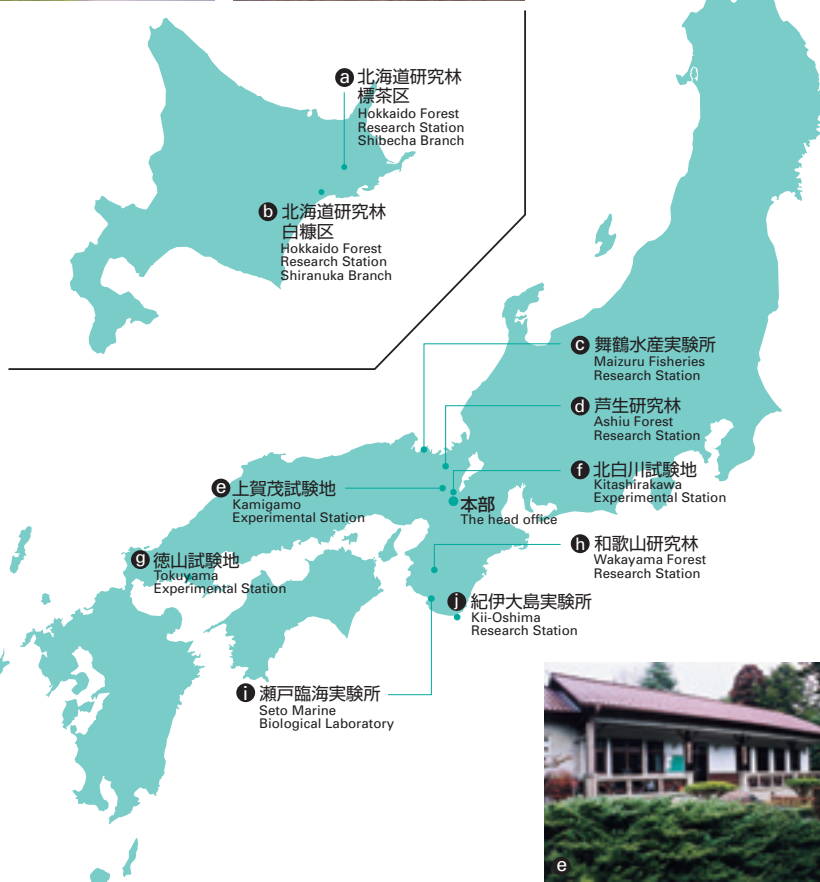 a 北海道研究林
標茶区
Hokkaido Forest
Research Station
Shibecha Branch
b 北海道研究林
白糠区
Hokkaido Forest
Research Station
Shiranuka Branch
c 舞鶴水産実験所
Maizuru Fisheries
Research Station
d 芦生研究林
Ashiu Forest
Research Station
f 北白川試験地
Kitashirakawa
Experimental Station
e 上賀茂試験地
Kamigamo
Experimental Station
本部
The head office
h 和歌山研究林
Wakayama Forest
Research Station
g 徳山試験地
Tokuyama
Experimental Station
j 紀伊大島実験所
Kii-Oshima
Research Station
i 瀬戸臨海実験所
Seto Marine
Biological Laboratory
e